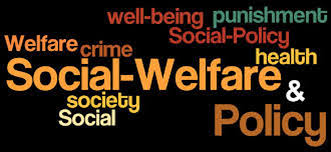 well-being punishment
Welfare crime Social-Policy
health
Social-Welfare
society &
Social Policy